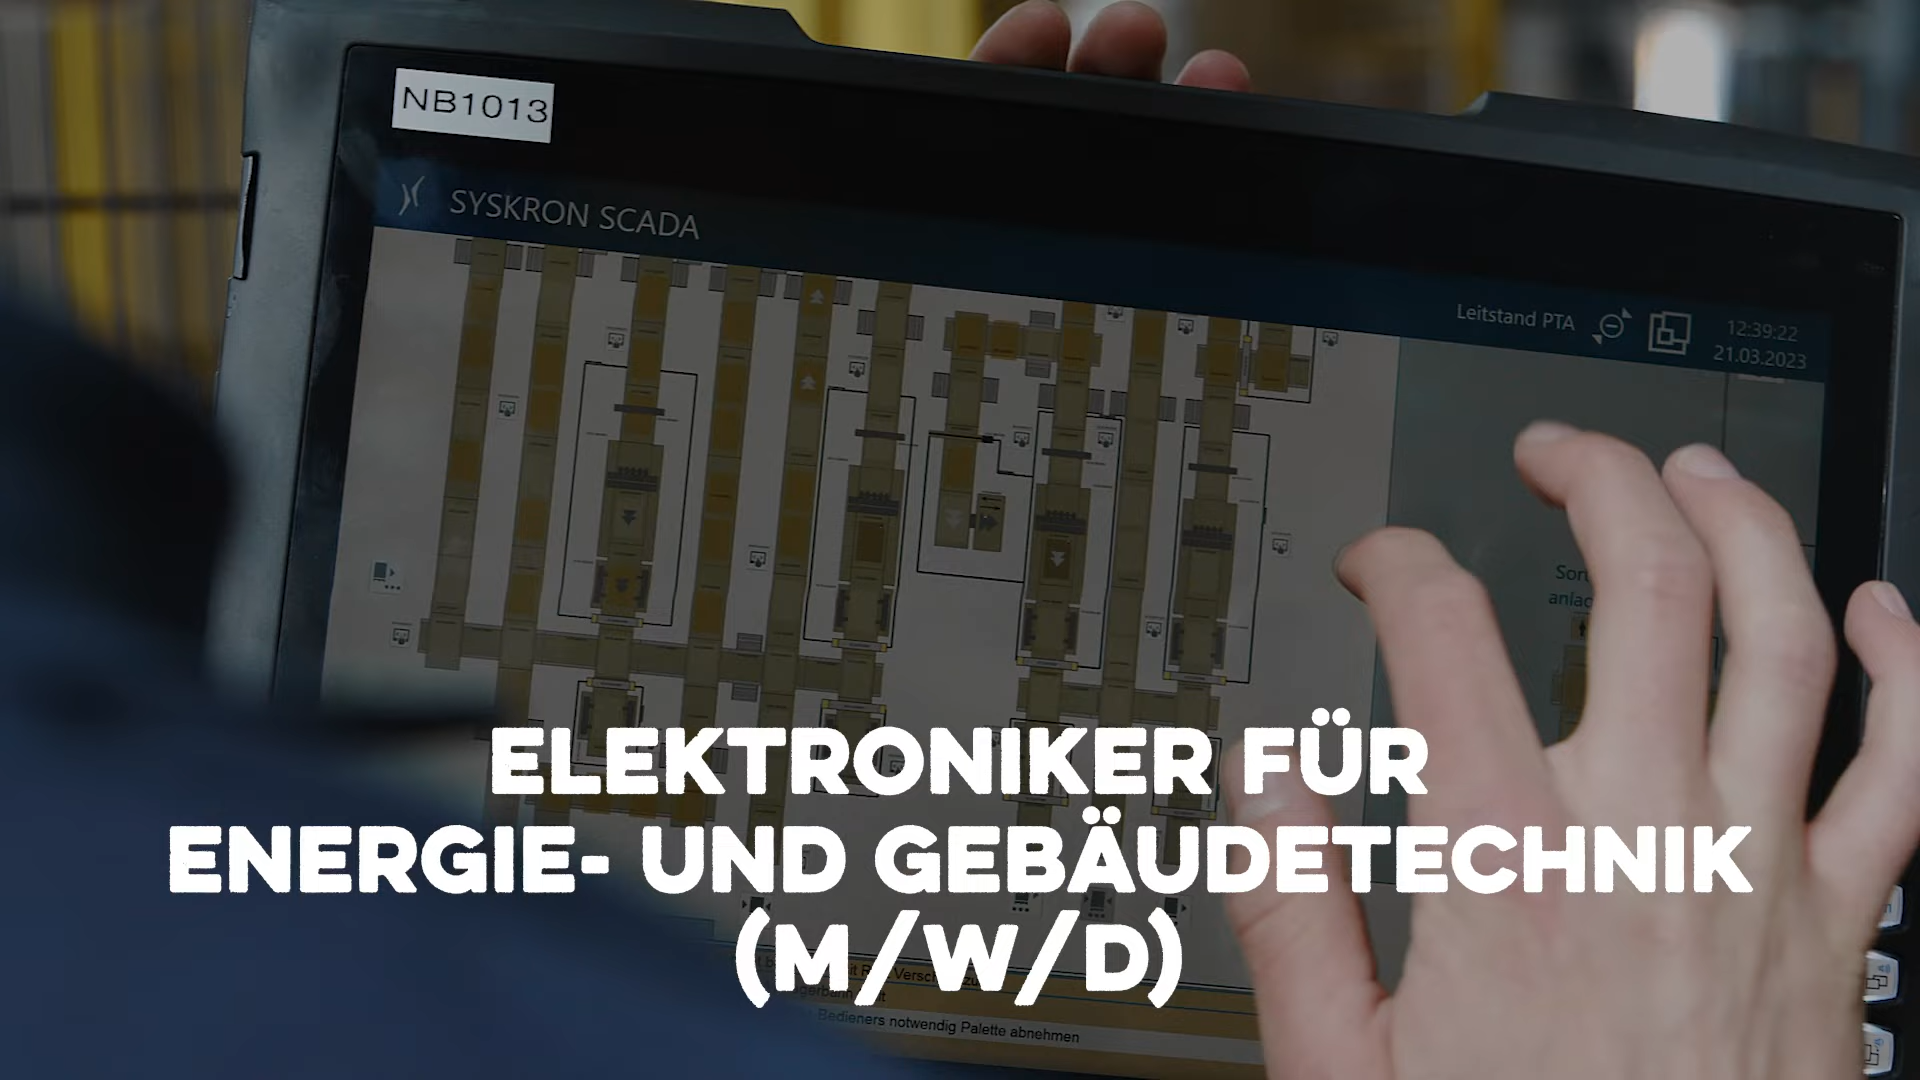 NB1013
SYSKRON SCADA
Leitstand PTA
12:39:22
21.03.2023
ELEKTRONIKER FÜR
ENERGIE- UND GEBÄUDETECHNIK
(M/W/D)
Bedieners notwendig Palette abnehmen